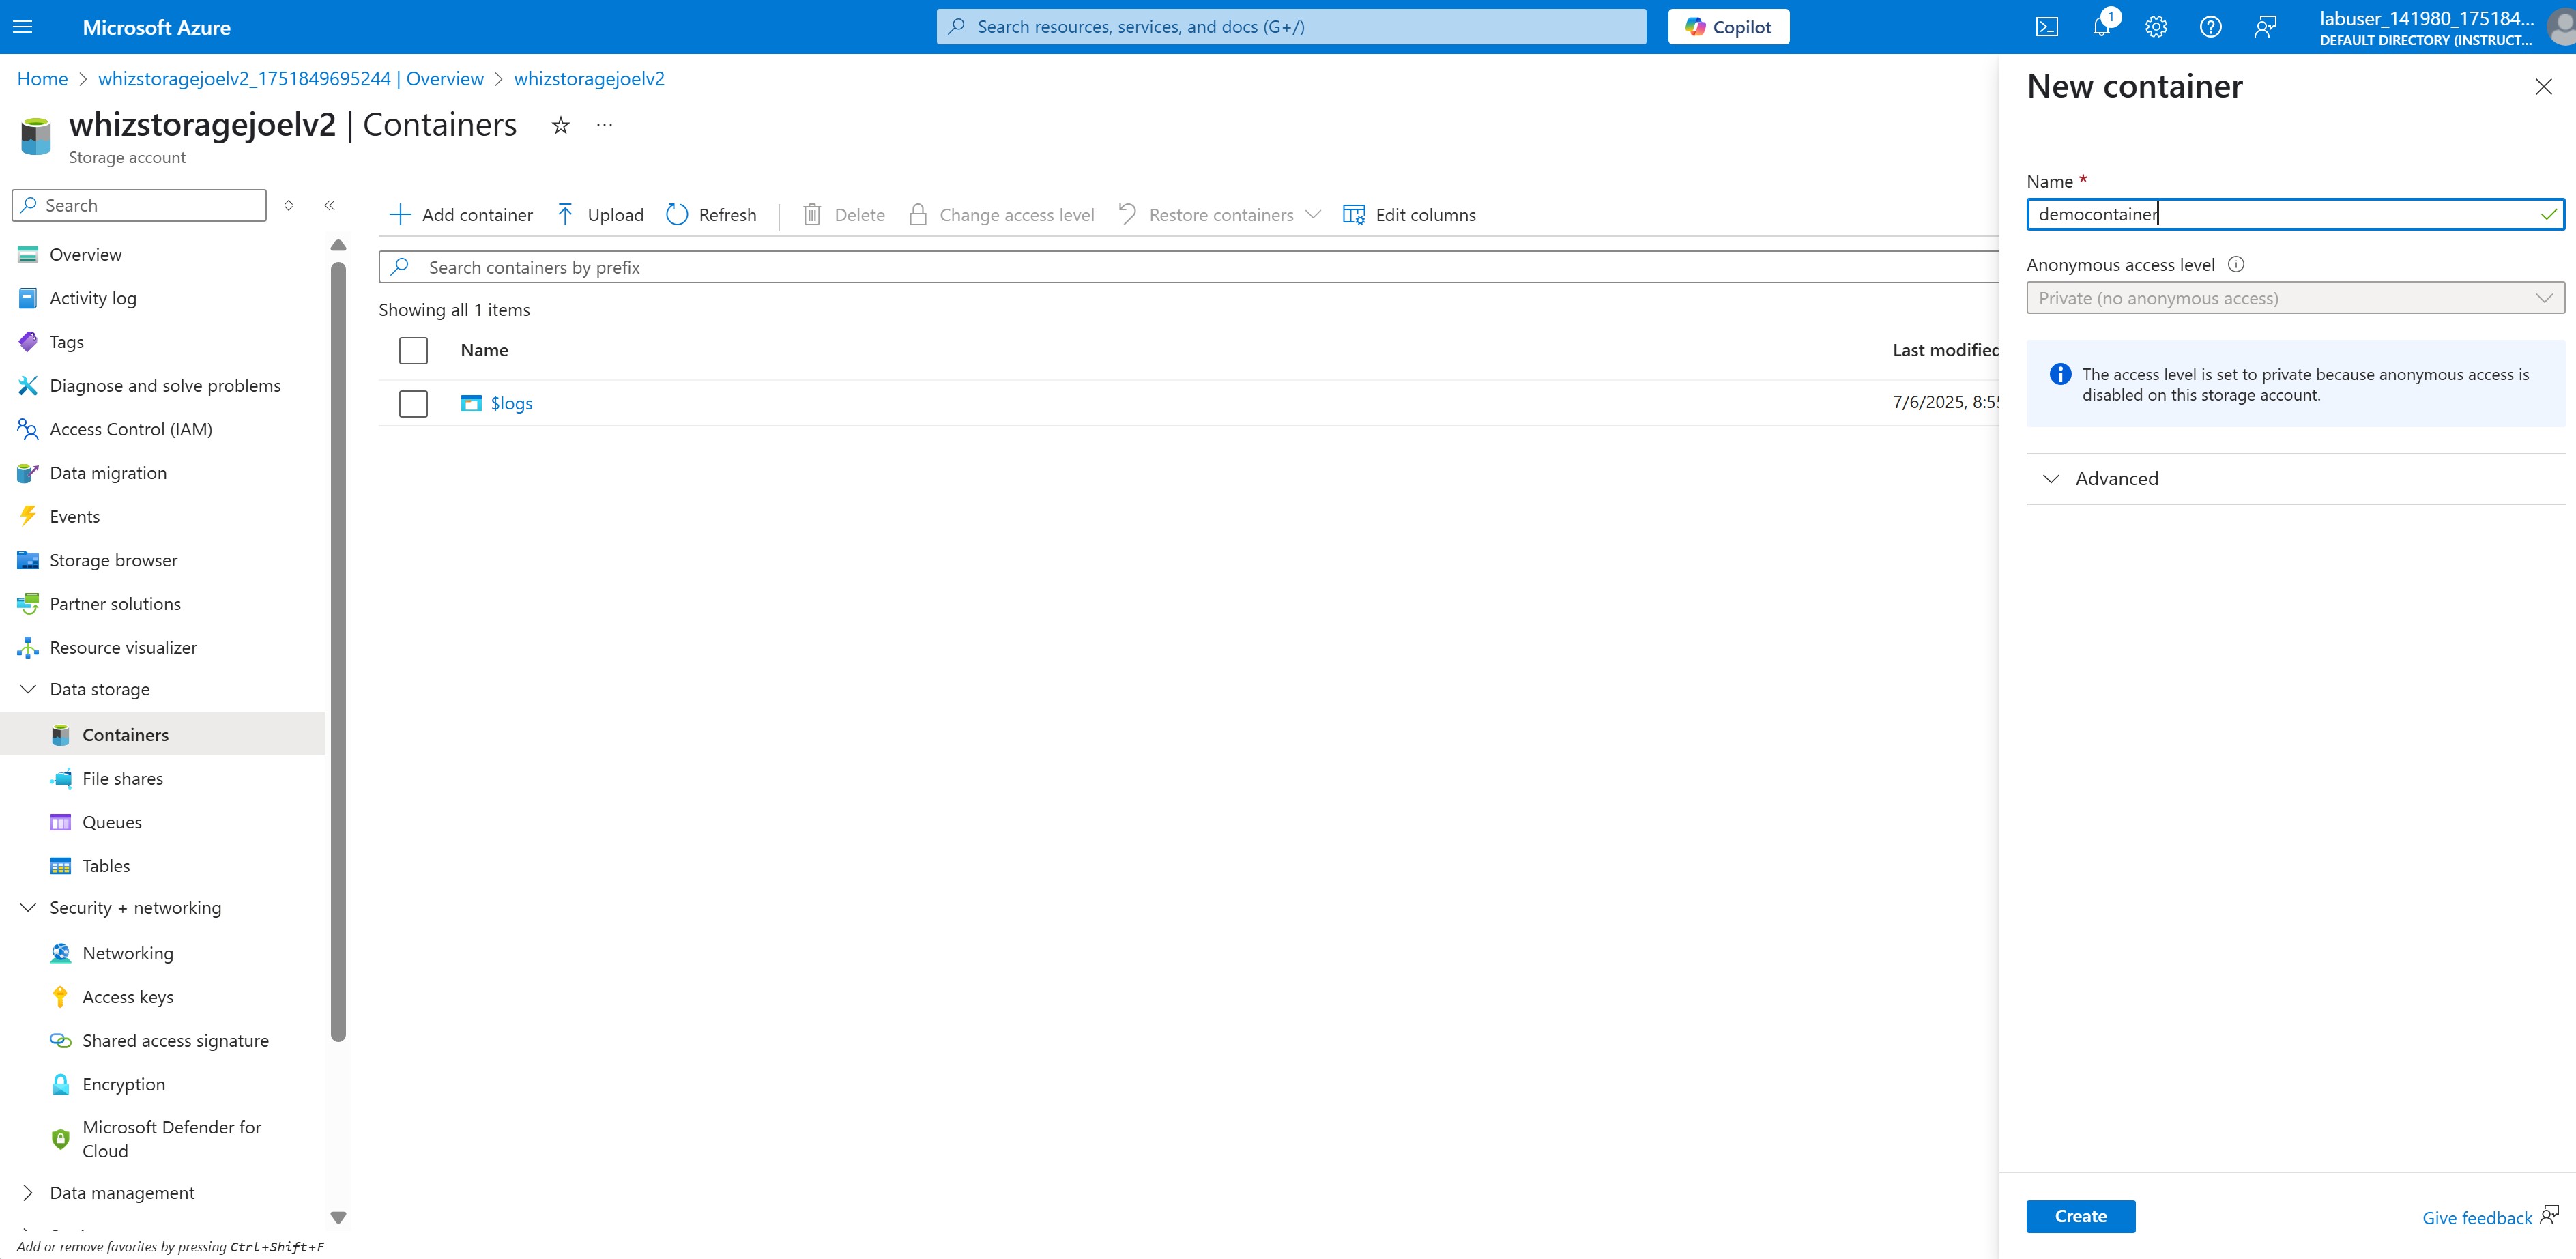 Microsoft Azure
Search resources, services, and docs (G+/)
Copilot
1
labuser_141980_175184...
DEFAULT DIRECTORY (INSTRUCT...
Home > whizstoragejoelv2_1751849695244 | Overview > whizstoragejoelv2
whizstoragejoelv2 | Containers
Storage account
Search
Overview
Activity log
Tags
Diagnose and solve problems
Access Control (IAM)
Data migration
Events
Storage browser
Partner solutions
Resource visualizer
Data storage
Containers
File shares
Queues
Tables
Security + networking
Networking
Access keys
Shared access signature
Encryption
Microsoft Defender for
Cloud
Data management
Add or remove favorites by pressing Ctrl+Shift+F
Add container Upload Refresh Delete Change access level Restore containers Edit columns
Search containers by prefix
Showing all 1 items
Name Last modified
$logs 7/6/2025, 8:55
New container
Name *
democontainer
Anonymous access level
Private (no anonymous access)
The access level is set to private because anonymous access is
disabled on this storage account.
Advanced
Create
Give feedback